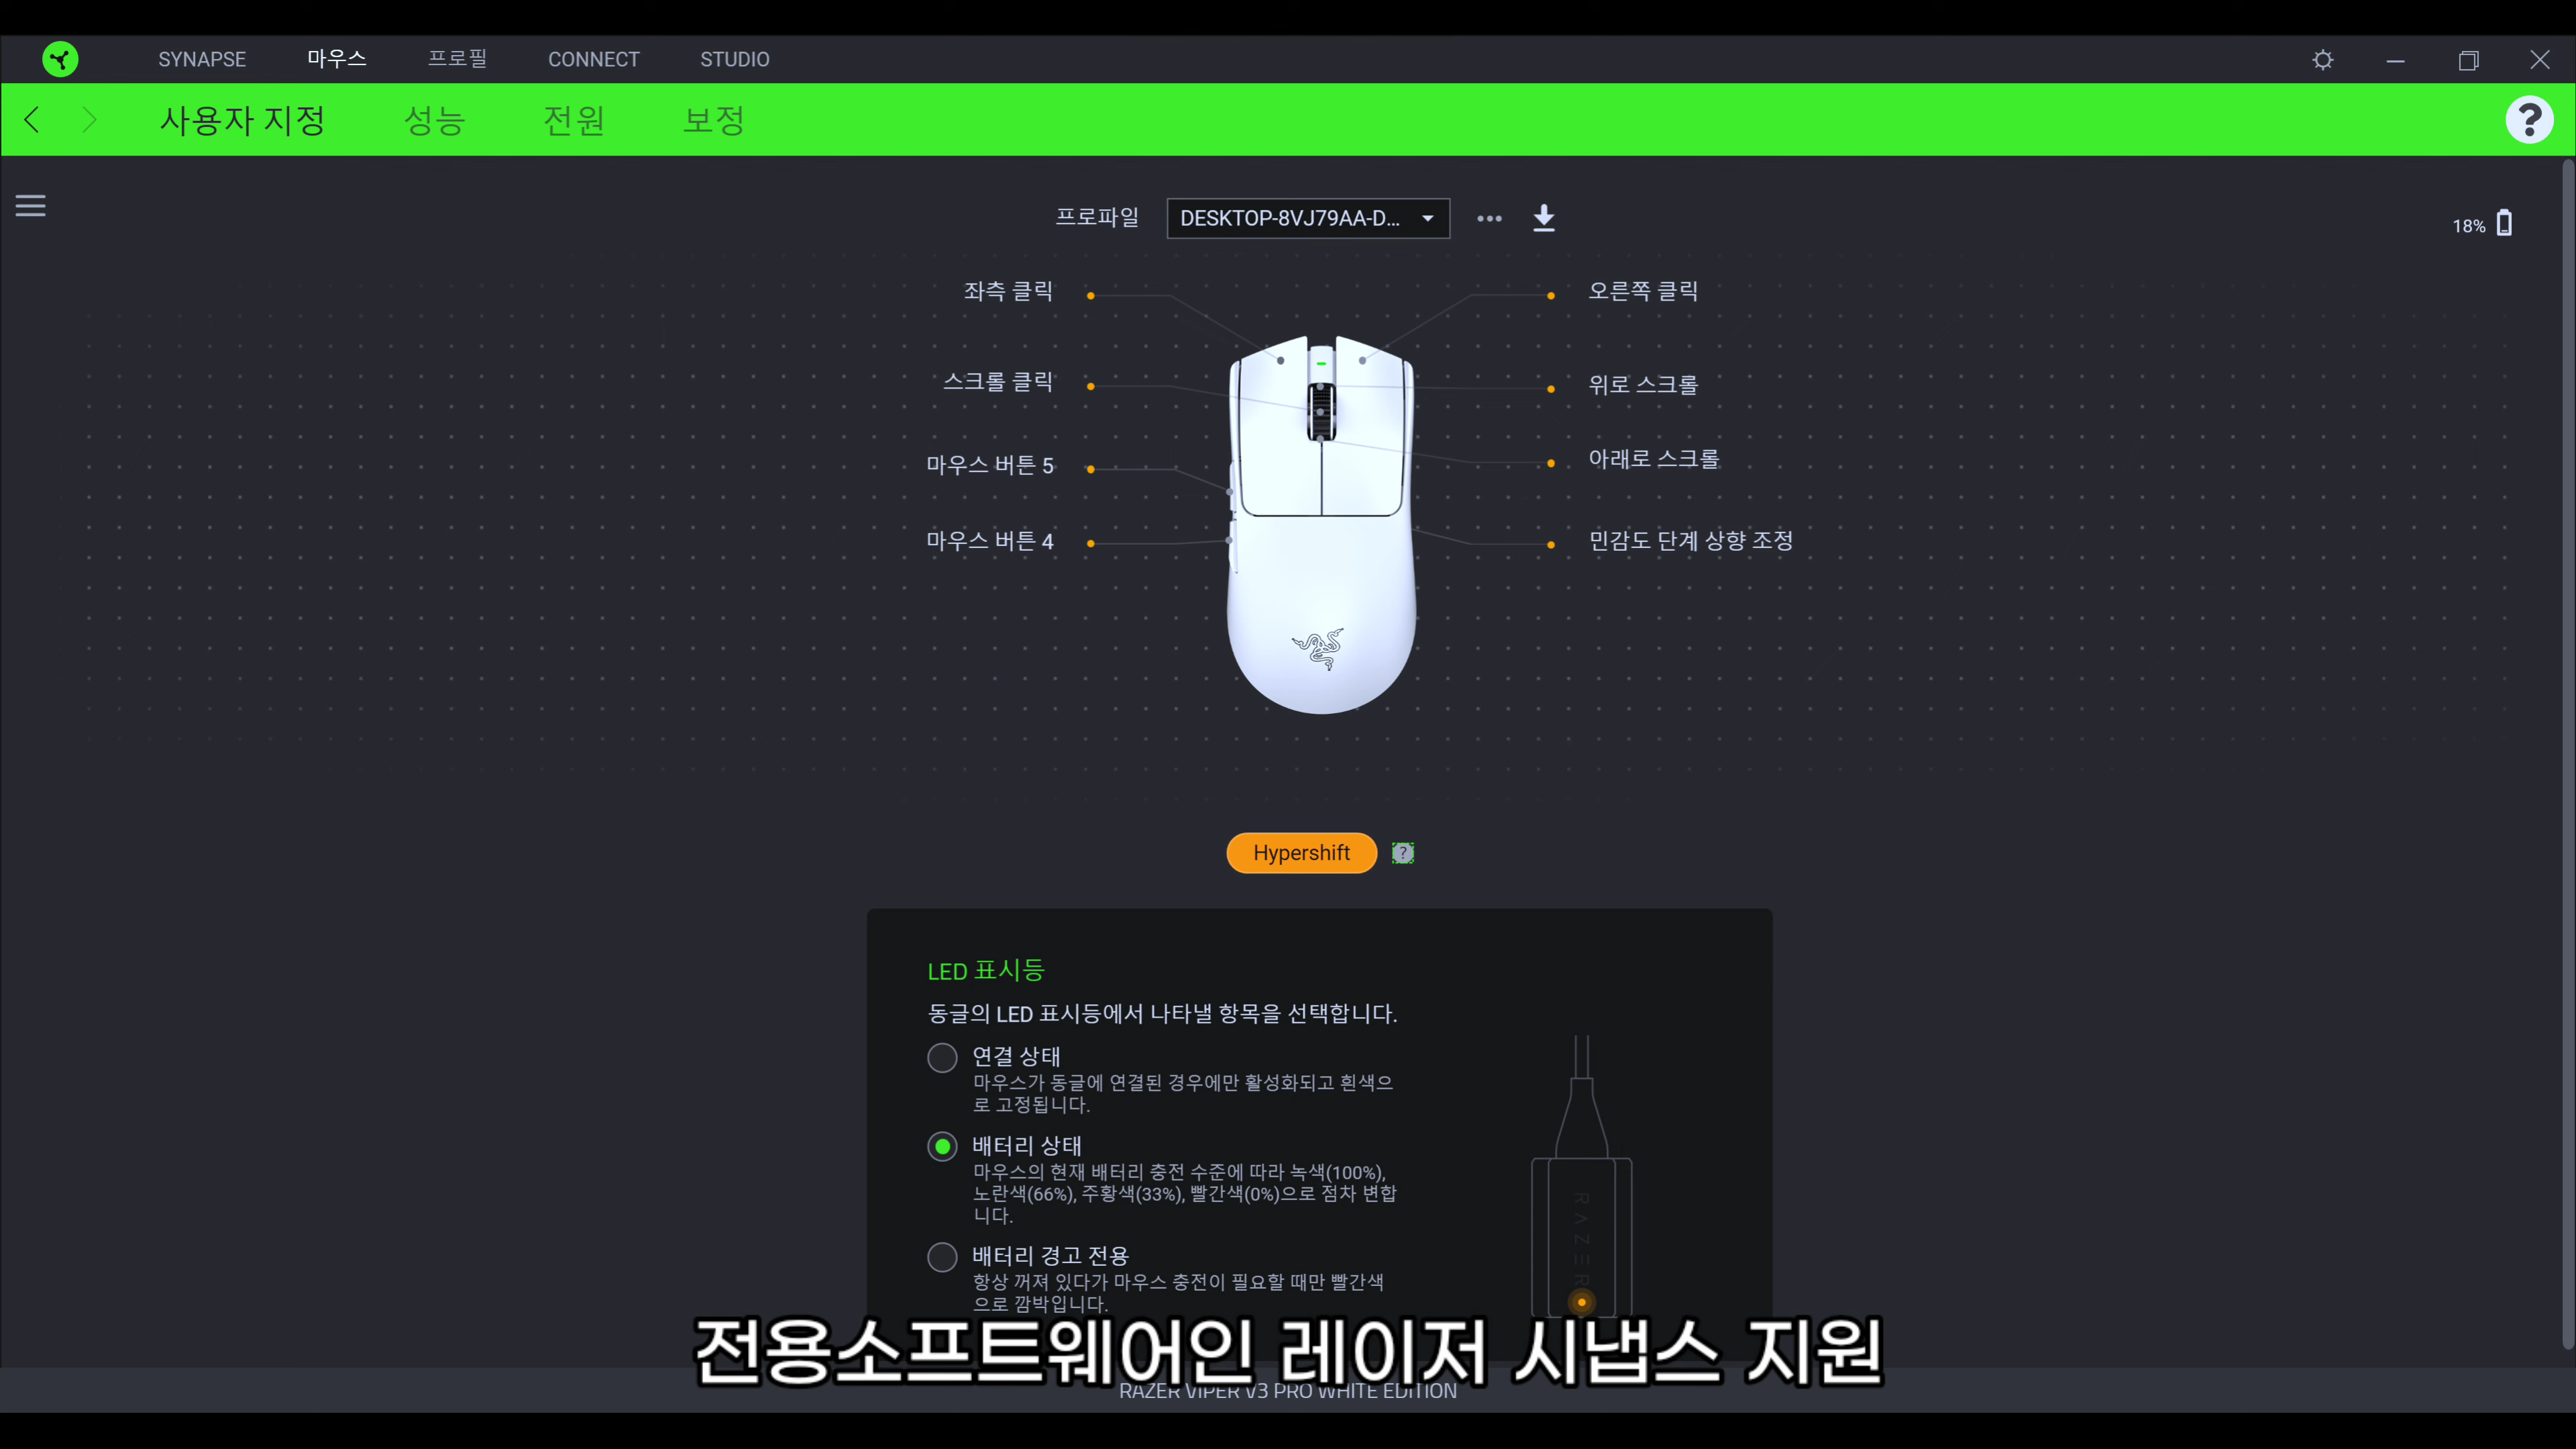 SYNAPSE 마우스 프로필 CONNECT STUDIO
사용자 지정 성능 전원 보정
?
프로파일 DESKTOP-8VJ79AA-D... ••• 18%
좌측 클릭
오른쪽 클릭
스크롤 클릭
위로 스크롤
마우스 버튼 5
아래로 스크롤
마우스 버튼 4
민감도 단계 상향 조정
Hypershift ?
LED 표시등
동글의 LED 표시등에서 나타낼 항목을 선택합니다.
연결 상태
마우스가 동글에 연결된 경우에만 활성화되고 흰색으
로 고정됩니다.
배터리 상태
마우스의 현재 배터리 충전 수준에 따라 녹색(100%),
노란색(66%), 주황색(33%), 빨간색(0%)으로 점차 변합
니다.
배터리 경고 전용
항상 꺼져 있다가 마우스 충전이 필요할 때만 빨간색
으로 깜박입니다.
RAZER
전용소프트웨어인 레이저 시냅스 지원
RAZER VIPER V3 PRO WHITE EDITION